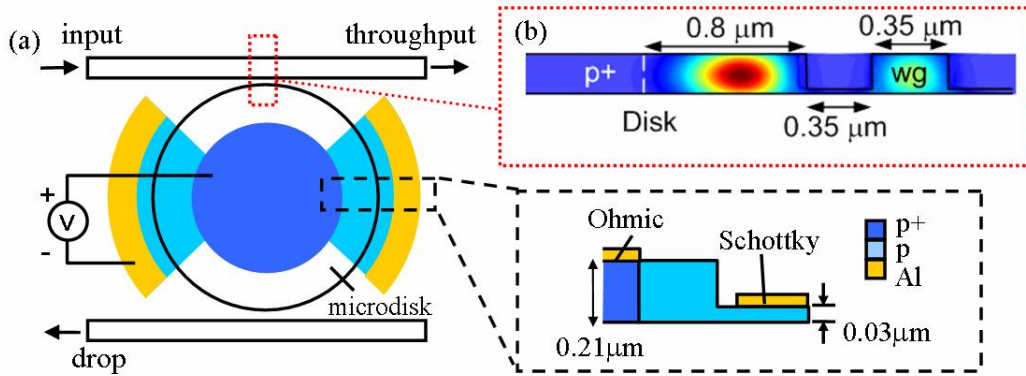 (a)
input
throughput
+
V
-
microdisk
drop
(b)
0.8 μm
0.35 μm
p+
wg
Disk
0.35 μm
Ohmic
Schottky
p+
p
Al
0.21μm
0.03μm